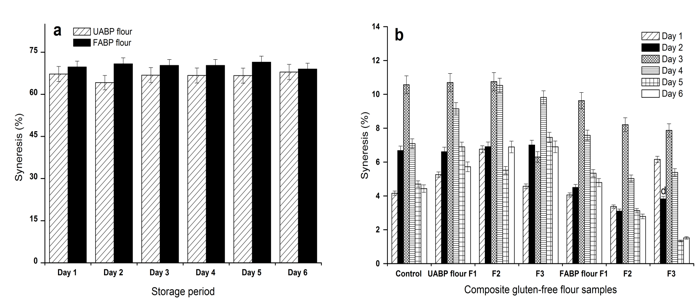 a
UABP flour
FABP flour
75
60
45
30
15
0
Syneresis (%)
Day 1 Day 2 Day 3 Day 4 Day 5 Day 6
Storage period
b
Day 1
Day 2
Day 3
Day 4
Day 5
Day 6
14
12
10
8
6
4
2
0
Syneresis (%)
d
Control UABP flour F1 F2 F3 FABP flour F1 F2 F3
Composite gluten-free flour samples